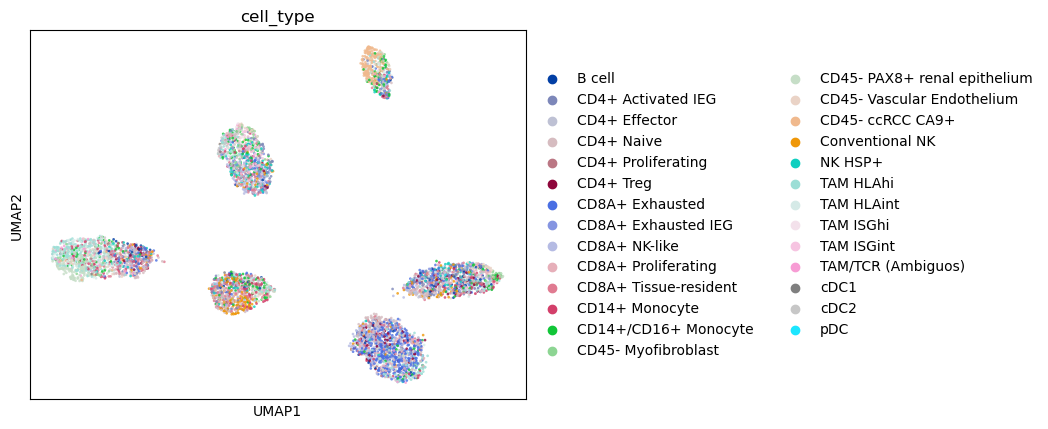 cell_type
UMAP2
UMAP1
B cell
CD4+ Activated IEG
CD4+ Effector
CD4+ Naive
CD4+ Proliferating
CD4+ Treg
CD8A+ Exhausted
CD8A+ Exhausted IEG
CD8A+ NK-like
CD8A+ Proliferating
CD8A+ Tissue-resident
CD14+ Monocyte
CD14+/CD16+ Monocyte
CD45- Myofibroblast
CD45- PAX8+ renal epithelium
CD45- Vascular Endothelium
CD45- ccRCC CA9+
Conventional NK
NK HSP+
TAM HLAhi
TAM HLAint
TAM ISGhi
TAM ISGint
TAM/TCR (Ambiguos)
cDC1
cDC2
pDC